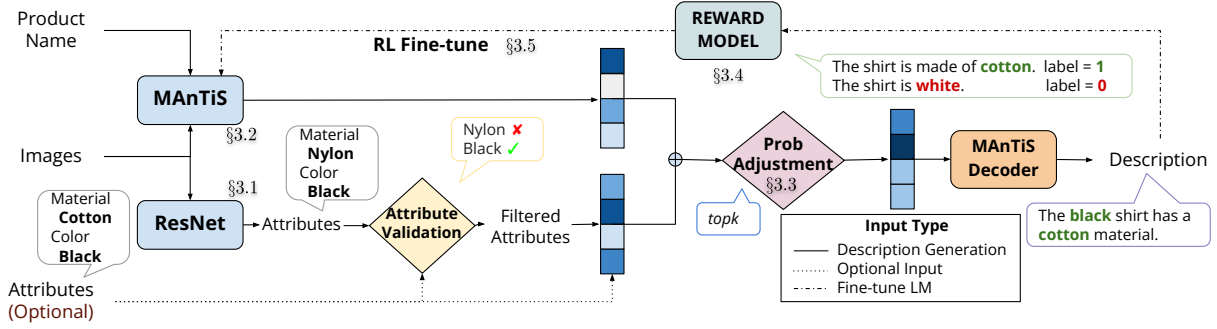 Product
Name
MAnTiS
§3.2
Images
§3.1
ResNet
Material
Cotton
Color
Black
Attributes
(Optional)
RL Fine-tune §3.5
Material
Nylon
Color
Black
Attributes
Attribute
Validation
Nylon ✘
Black ✓
Filtered
Attributes
REWARD
MODEL
§3.4
The shirt is made of cotton. label = 1
The shirt is white. label = 0
Prob
Adjustment
§3.3
topk
MAnTiS
Decoder
Description
The black shirt has a
cotton material.
Input Type
Description Generation
Optional Input
Fine-tune LM